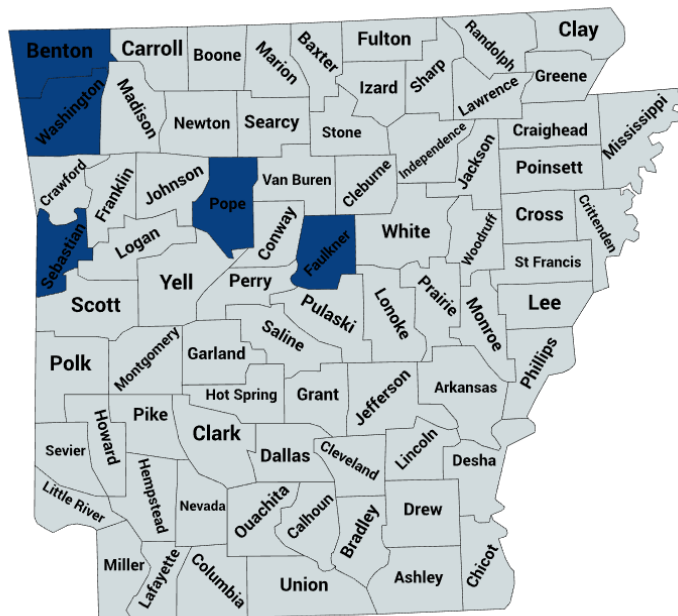 Benton
Carroll
Boone
Marion
Baxter
Fulton
Randolph
Clay
Izard
Sharp
Lawrence
Greene
Washington
Madison
Newton
Searcy
Stone
Independence
Jackson
Craighead
Mississippi
Poinsett
Crawford
Franklin
Johnson
Pope
Van Buren
Cleburne
Conway
White
Woodruff
Cross
Crittenden
Sebastian
Logan
Yell
Faulkner
St Francis
Scott
Perry
Pulaski
Lonoke
Prairie
Monroe
Lee
Phillips
Polk
Montgomery
Garland
Saline
Hot Spring
Grant
Jefferson
Arkansas
Sevier
Howard
Pike
Clark
Dallas
Cleveland
Lincoln
Desha
Little River
Hempstead
Nevada
Ouachita
Calhoun
Bradley
Drew
Miller
Lafayette
Columbia
Union
Ashley
Chicot